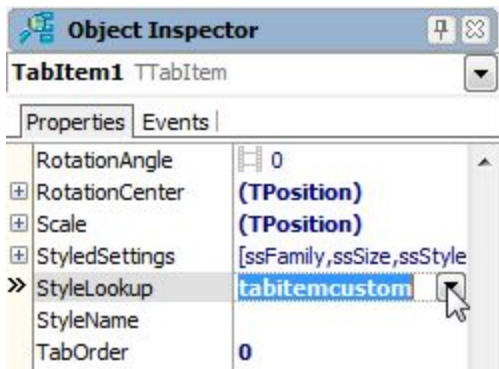 Object Inspector
TabItem1 TTabItem
Properties Events
RotationAngle 0
RotationCenter (TPosition)
Scale (TPosition)
StyledSettings [ssFamily,ssSize,ssStyle
StyleLookup tabitemcustom
StyleName
TabOrder 0